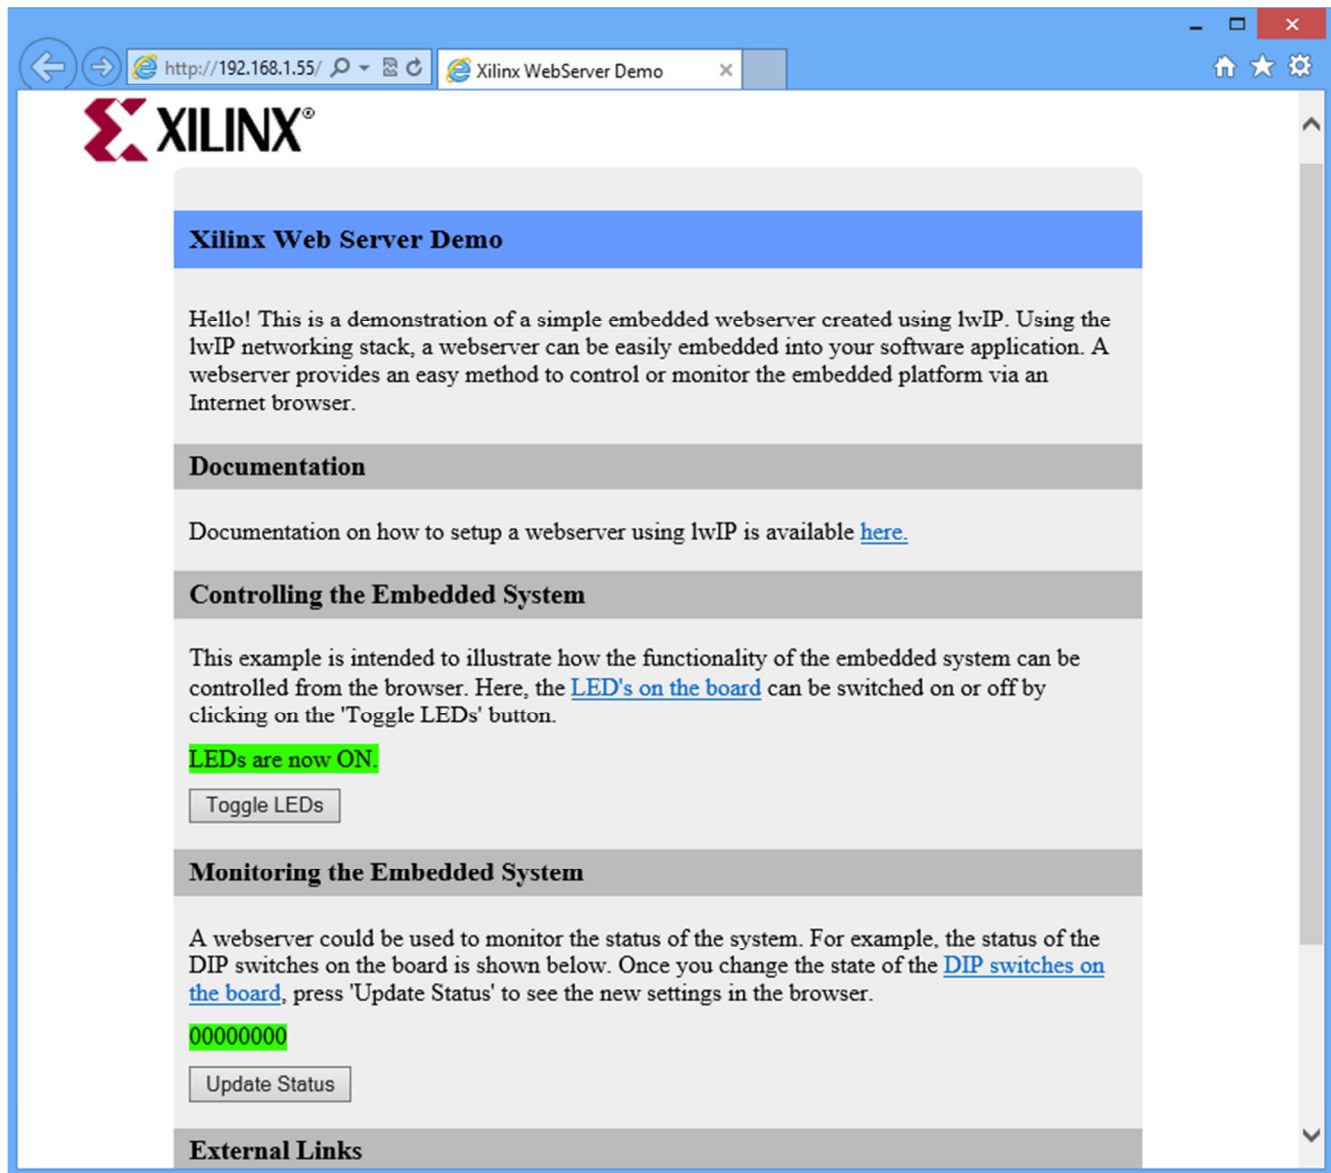 http://192.168.1.55/
Xilinx WebServer Demo
XILINX®
Xilinx Web Server Demo
Hello! This is a demonstration of a simple embedded webserver created using lwIP. Using the
lwIP networking stack, a webserver can be easily embedded into your software application. A
webserver provides an easy method to control or monitor the embedded platform via an
Internet browser.
Documentation
Documentation on how to setup a webserver using lwIP is available here.
Controlling the Embedded System
This example is intended to illustrate how the functionality of the embedded system can be
controlled from the browser. Here, the LED's on the board can be switched on or off by
clicking on the 'Toggle LEDs' button.
LEDs are now ON.
Toggle LEDs
Monitoring the Embedded System
A webserver could be used to monitor the status of the system. For example, the status of the
DIP switches on the board is shown below. Once you change the state of the DIP switches on
the board, press 'Update Status' to see the new settings in the browser.
00000000
Update Status
External Links